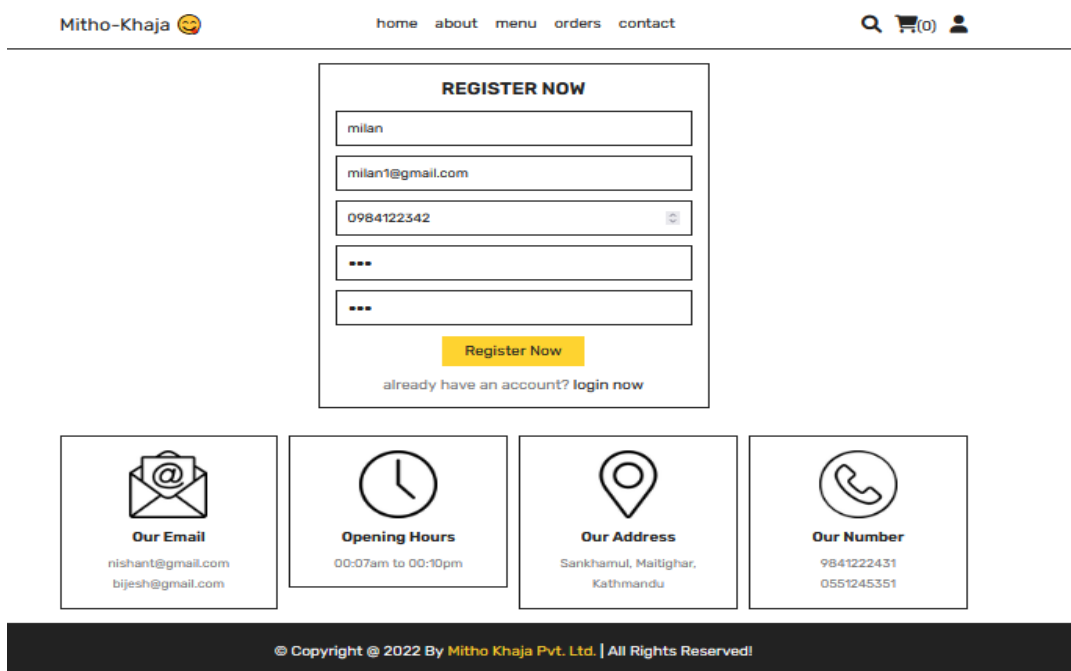 Mitho-Khaja 😋 home about menu orders contact (0)
REGISTER NOW
milan
milan1@gmail.com
0984122342
•••
•••
Register Now
already have an account? login now
@
Our Email
nishant@gmail.com
bijesh@gmail.com
Opening Hours
00:07am to 00:10pm
Our Address
Sankhamul, Maitighar,
Kathmandu
Our Number
9841222431
0551245351
© Copyright @ 2022 By Mitho Khaja Pvt. Ltd. | All Rights Reserved!